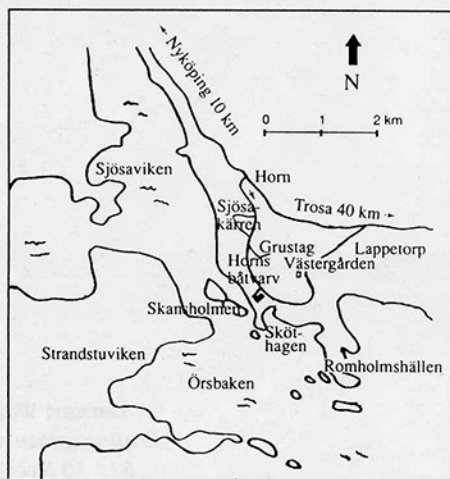 Nyköping 10 km
N
0 1 2 km
Sjösaviken
Horn
Sjösa-
kärren
Trosa 40 km
Grustag
Lappetorp
Horns
båtvarv
Västergården
Skansholmen
Sköt-
hagen
Strandstuviken
Romholmshällen
Örsbaken